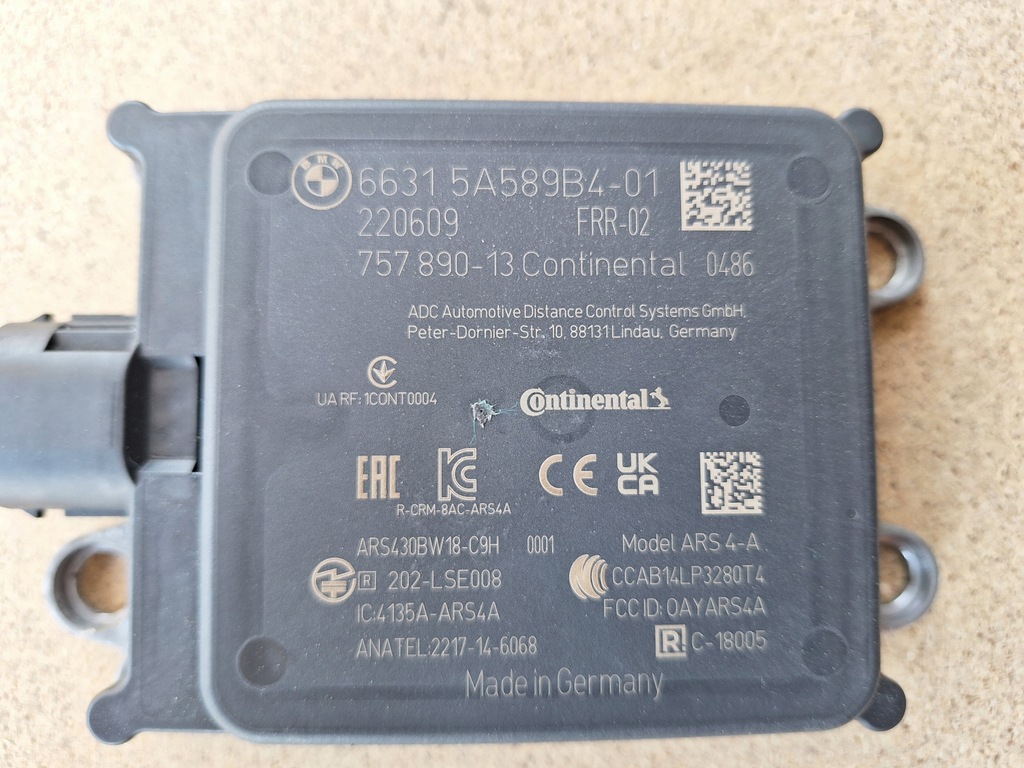 BMW
6631 5A589B4-01
220609 FRR-02
757 890-13 Continental 0486
ADC Automotive Distance Control Systems GmbH,
Peter-Dornier-Str. 10, 88131 Lindau, Germany
UA RF: 1CONT0004
Continental
EAC CE UK CA
R-CRM-8AC-ARS4A
ARS430BW18-C9H 0001 Model ARS 4-A
R 202-LSE008 CCAB14LP3280T4
IC:4135A-ARS4A FCC ID: OAYARS4A
ANATEL:2217-14-6068 R! C-18005
Made in Germany